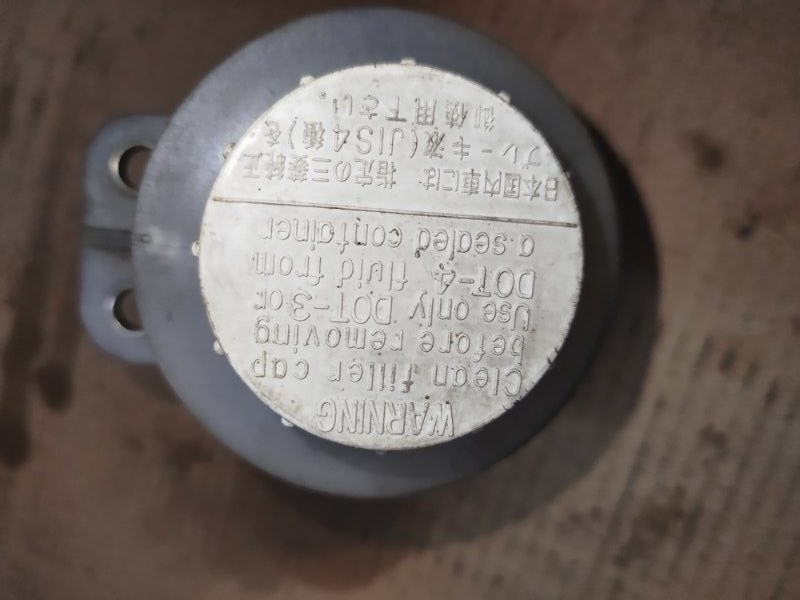 WARNING
Clean filler cap
before removing
Use only DOT-3 or
DOT-4 fluid from
a sealed container
日本国内車には 指定の三菱純正
ブレーキ液(JIS4種)を
御使用下さい。